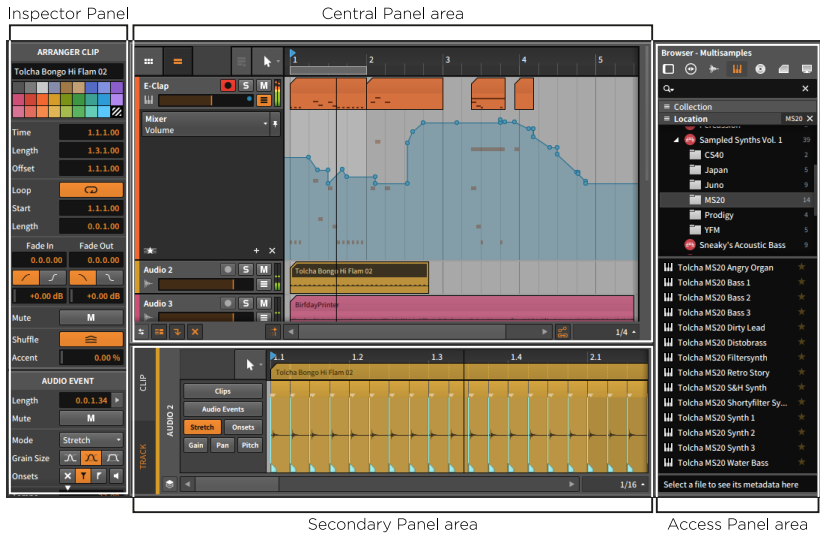 Inspector Panel
Central Panel area
ARRANGER CLIP
Tolcha Bongo Hi Flam 02
Time 1.1.1.00
Length 1.3.1.00
Offset 1.1.1.00
Loop
Start 1.1.1.00
Length 0.0.1.00
Fade In Fade Out
0.0.0.00 0.0.0.00
+0.00 dB +0.00 dB
Mute M
Shuffle
Accent 0.00 %
AUDIO EVENT
Length 0.0.1.34
Mute M
Mode Stretch
Grain Size
Onsets
1 2 3 4 5
E-Clap S M
Mixer
Volume
Audio 2 S M
Tolcha Bongo Hi Flam 02
Audio 3 S M
BirfdayPrinter
1/4
CLIP
TRACK
AUDIO 2
Clips
Audio Events
Stretch Onsets
Gain Pan Pitch
1.1 1.2 1.3 1.4 2.1
Tolcha Bongo Hi Flam 02
1/16
Browser - Multisamples
Collection
Location MS20
Percussion
Sampled Synths Vol. 1 39
CS40 2
Japan 5
Juno 9
MS20 14
Prodigy 4
YFM 5
Sneaky's Acoustic Bass 9
Tolcha MS20 Angry Organ
Tolcha MS20 Bass 1
Tolcha MS20 Bass 2
Tolcha MS20 Bass 3
Tolcha MS20 Dirty Lead
Tolcha MS20 Distobrass
Tolcha MS20 Filtersynth
Tolcha MS20 Retro Story
Tolcha MS20 S&H Synth
Tolcha MS20 Shortyfilter Sy...
Tolcha MS20 Synth 1
Tolcha MS20 Synth 2
Tolcha MS20 Synth 3
Tolcha MS20 Water Bass
Select a file to see its metadata here
Secondary Panel area
Access Panel area